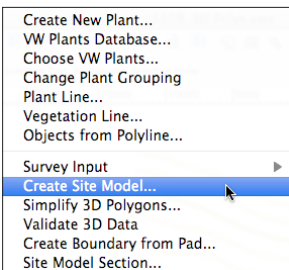 Create New Plant...
VW Plants Database...
Choose VW Plants...
Change Plant Grouping
Plant Line...
Vegetation Line...
Objects from Polyline...
Survey Input
Create Site Model...
Simplify 3D Polygons...
Validate 3D Data
Create Boundary from Pad...
Site Model Section...